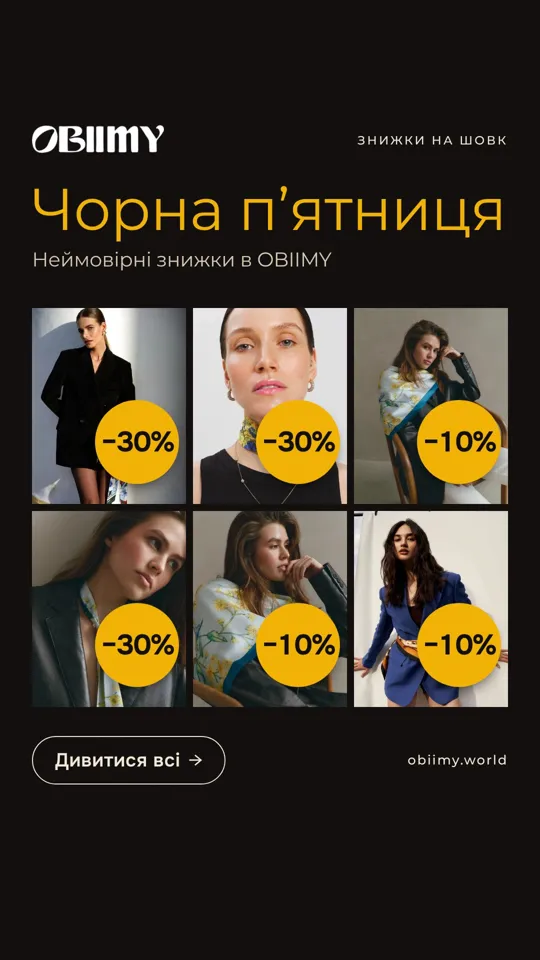 OBIIMY
ЗНИЖКИ НА ШОВК
Чорна п’ятниця
Неймовірні знижки в OBIIMY
-30%
-30%
-10%
-30%
-10%
-10%
Дивитися всі →
obiimy.world